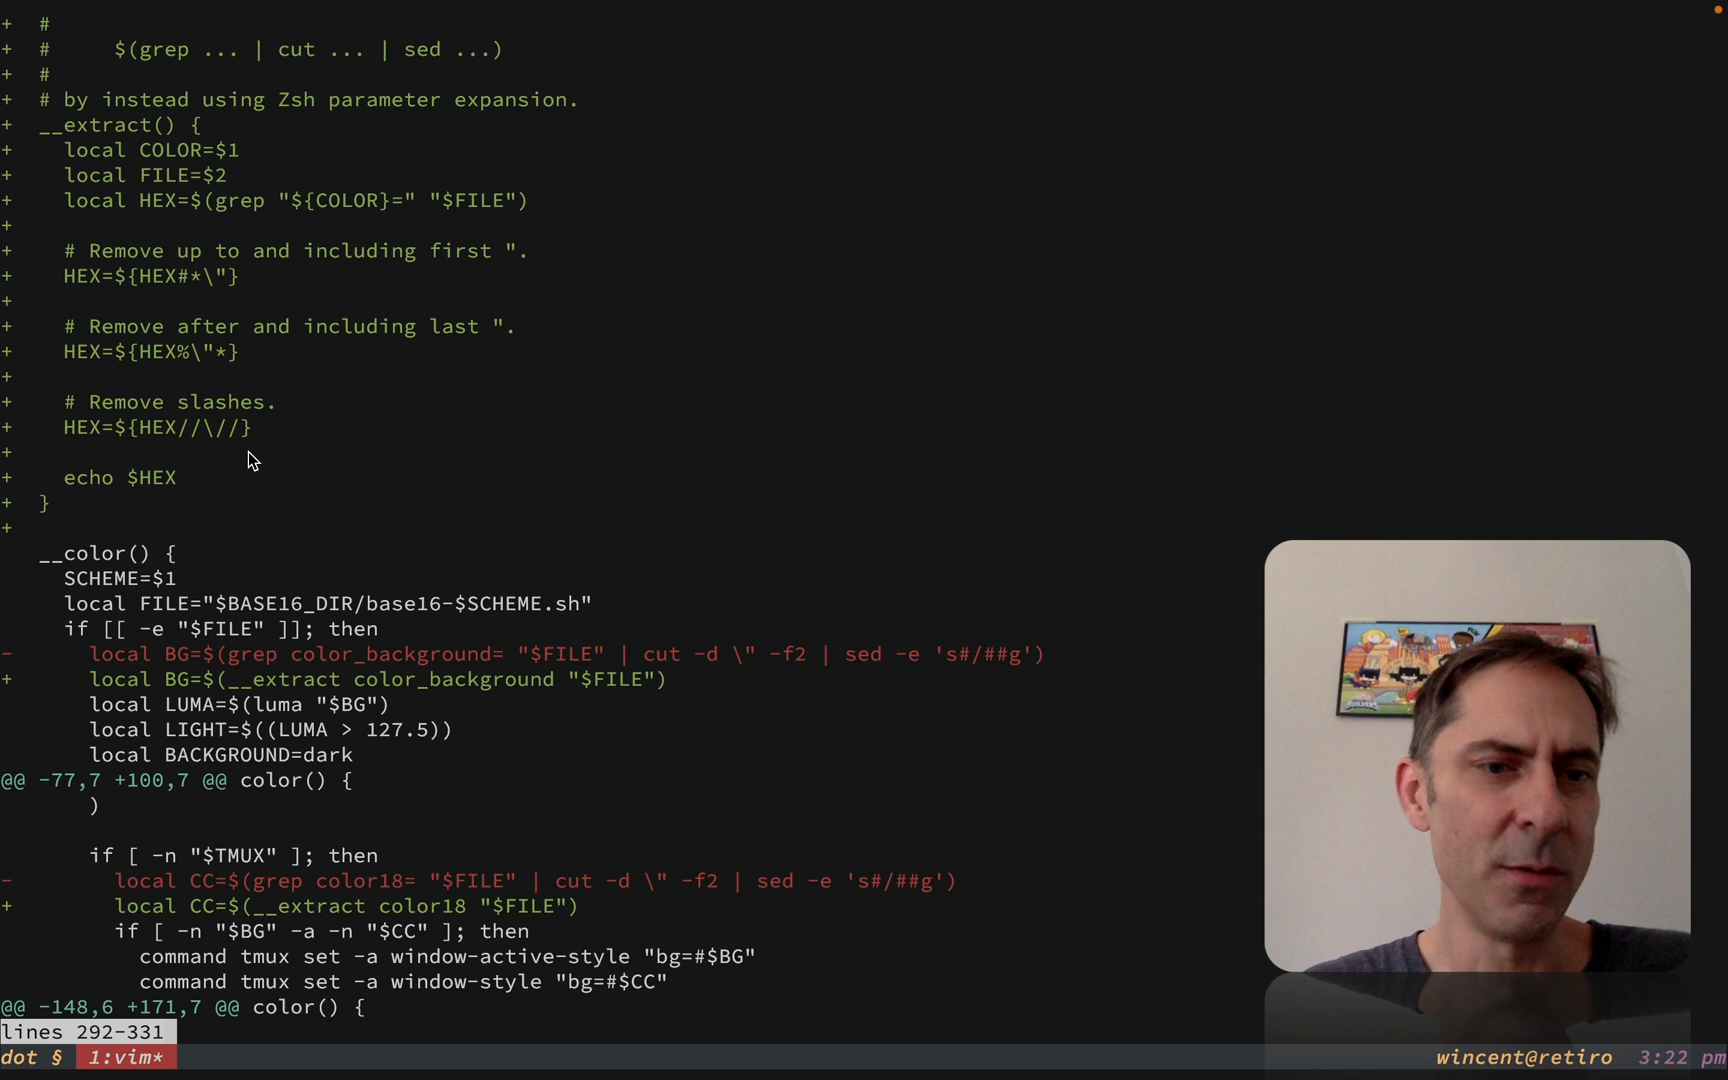 +  #
+  #     $(grep ... | cut ... | sed ...)
+  #
+  # by instead using Zsh parameter expansion.
+  __extract() {
+    local COLOR=$1
+    local FILE=$2
+    local HEX=$(grep "${COLOR}=" "$FILE")
+
+    # Remove up to and including first ".
+    HEX=${HEX#*\"}
+
+    # Remove after and including last ".
+    HEX=${HEX%\"*}
+
+    # Remove slashes.
+    HEX=${HEX//\//}
+
+    echo $HEX
+  }
+
   __color() {
     SCHEME=$1
     local FILE="$BASE16_DIR/base16-$SCHEME.sh"
     if [[ -e "$FILE" ]]; then
-      local BG=$(grep color_background= "$FILE" | cut -d \" -f2 | sed -e 's#/##g')
+      local BG=$(__extract color_background "$FILE")
       local LUMA=$(luma "$BG")
       local LIGHT=$((LUMA > 127.5))
       local BACKGROUND=dark
@@ -77,7 +100,7 @@ color() {
       )

       if [ -n "$TMUX" ]; then
-        local CC=$(grep color18= "$FILE" | cut -d \" -f2 | sed -e 's#/##g')
+        local CC=$(__extract color18 "$FILE")
         if [ -n "$BG" -a -n "$CC" ]; then
           command tmux set -a window-active-style "bg=#$BG"
           command tmux set -a window-style "bg=#$CC"
@@ -148,6 +171,7 @@ color() {
lines 292-331
dot § 1:vim* wincent@retiro 3:22 pm